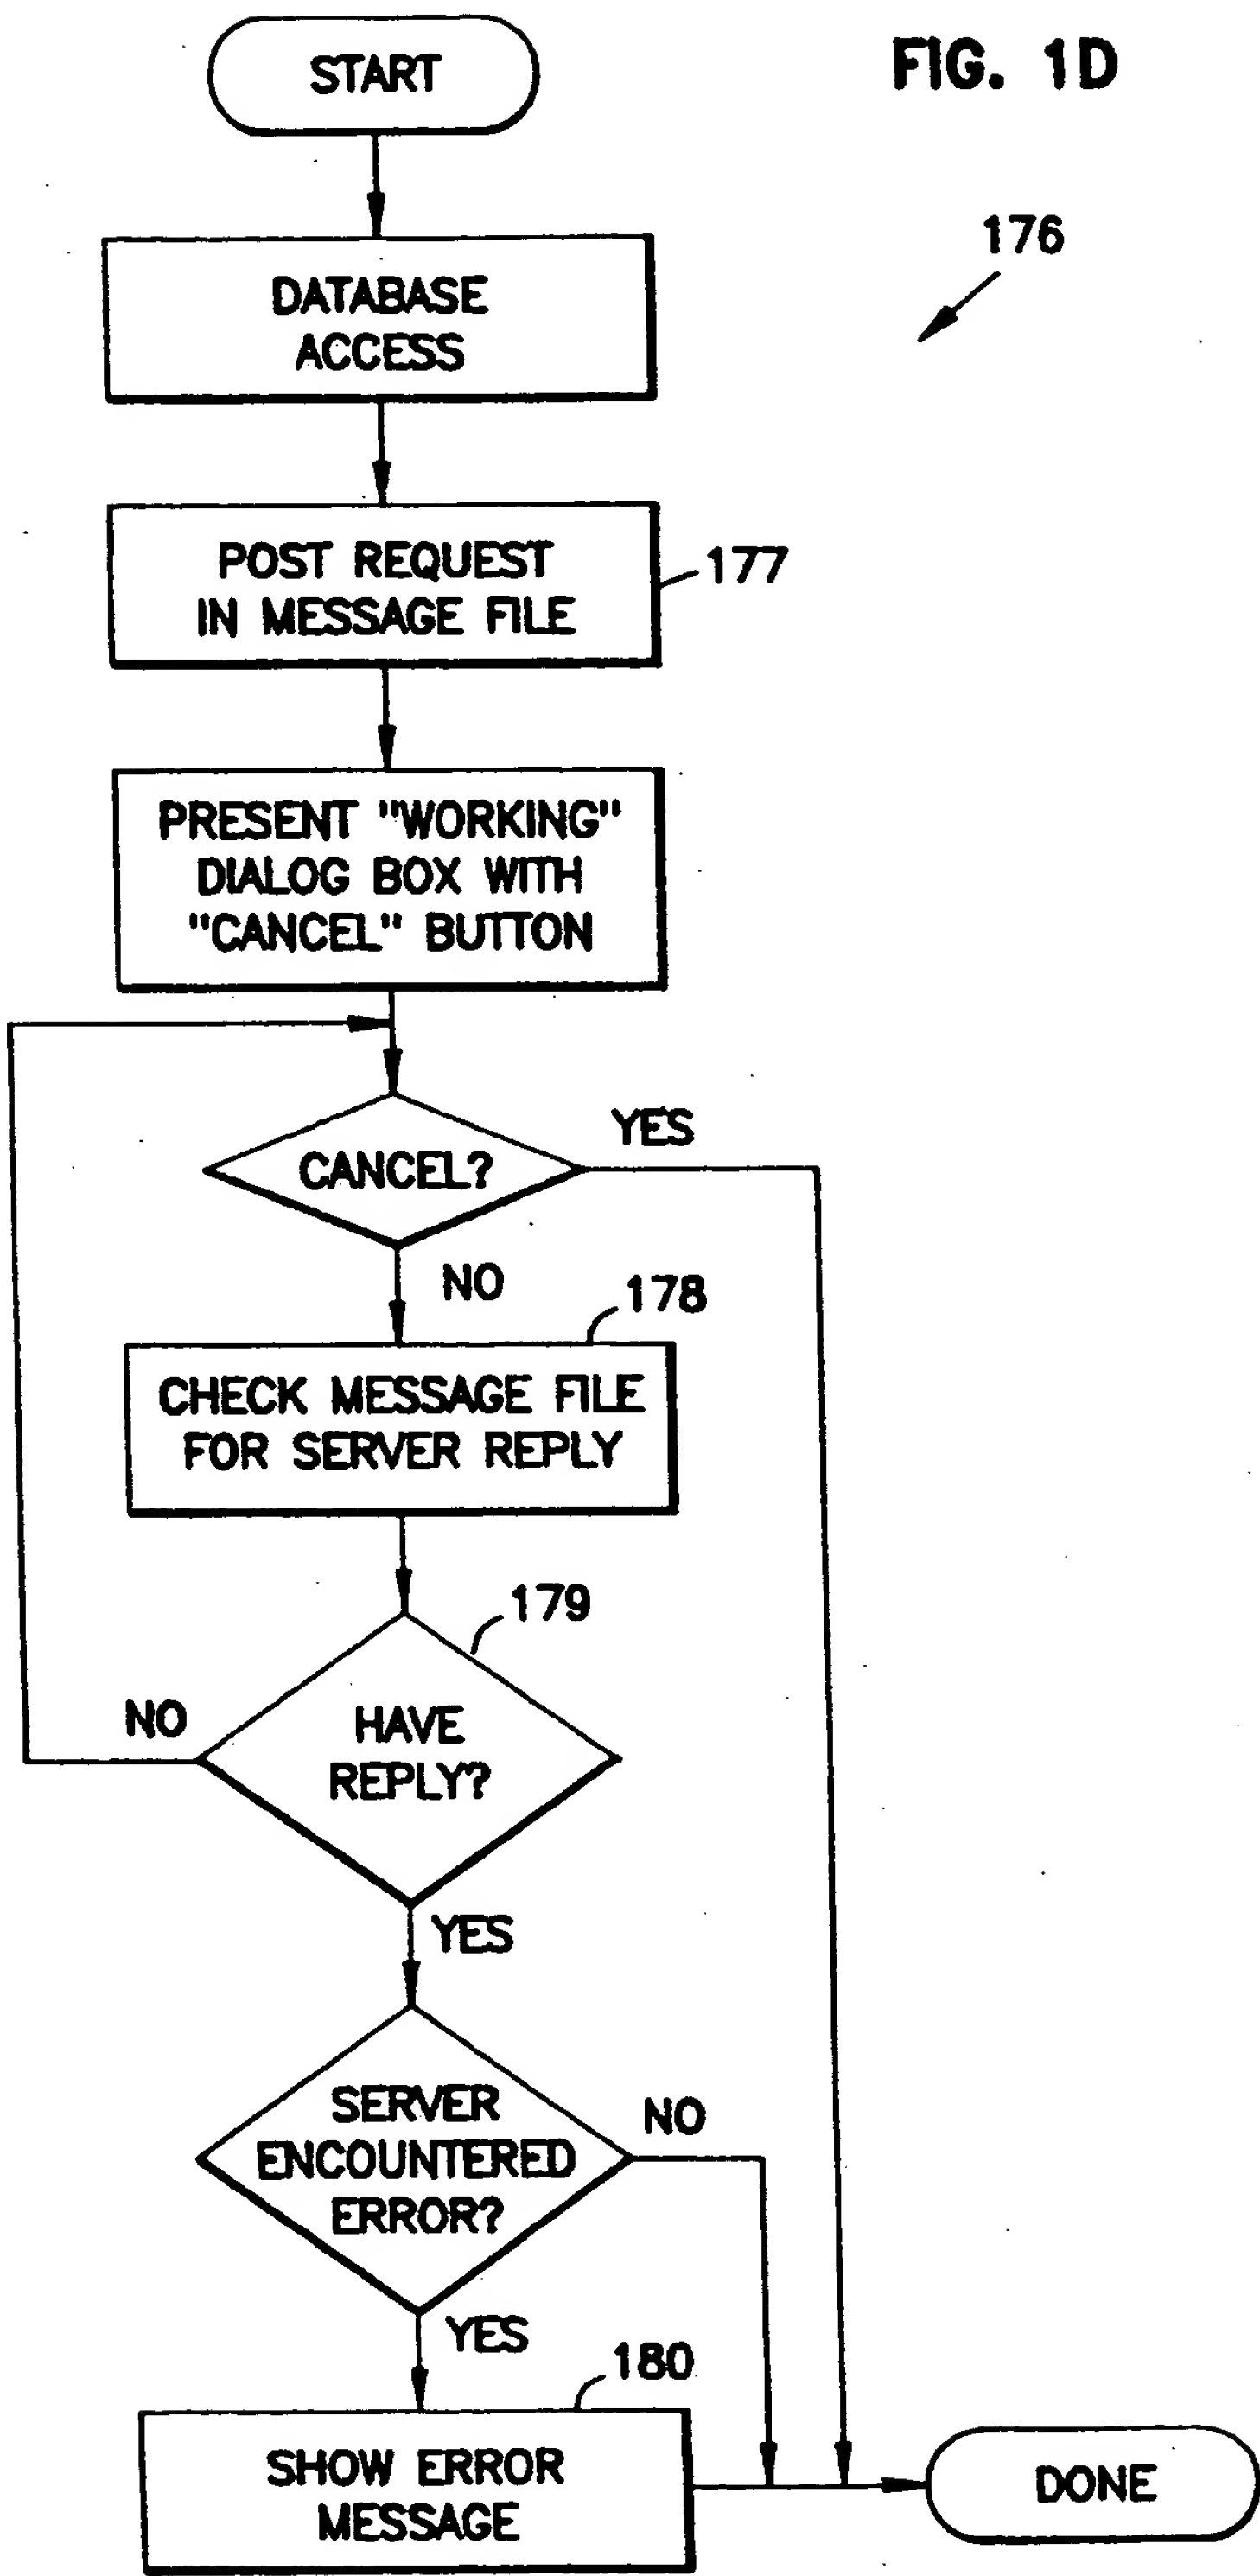 START
FIG. 1D
176
DATABASE
ACCESS
POST REQUEST
IN MESSAGE FILE
177
PRESENT "WORKING"
DIALOG BOX WITH
"CANCEL" BUTTON
CANCEL?
YES
NO
178
CHECK MESSAGE FILE
FOR SERVER REPLY
179
NO
HAVE
REPLY?
YES
SERVER
ENCOUNTERED
ERROR?
NO
YES
180
SHOW ERROR
MESSAGE
DONE